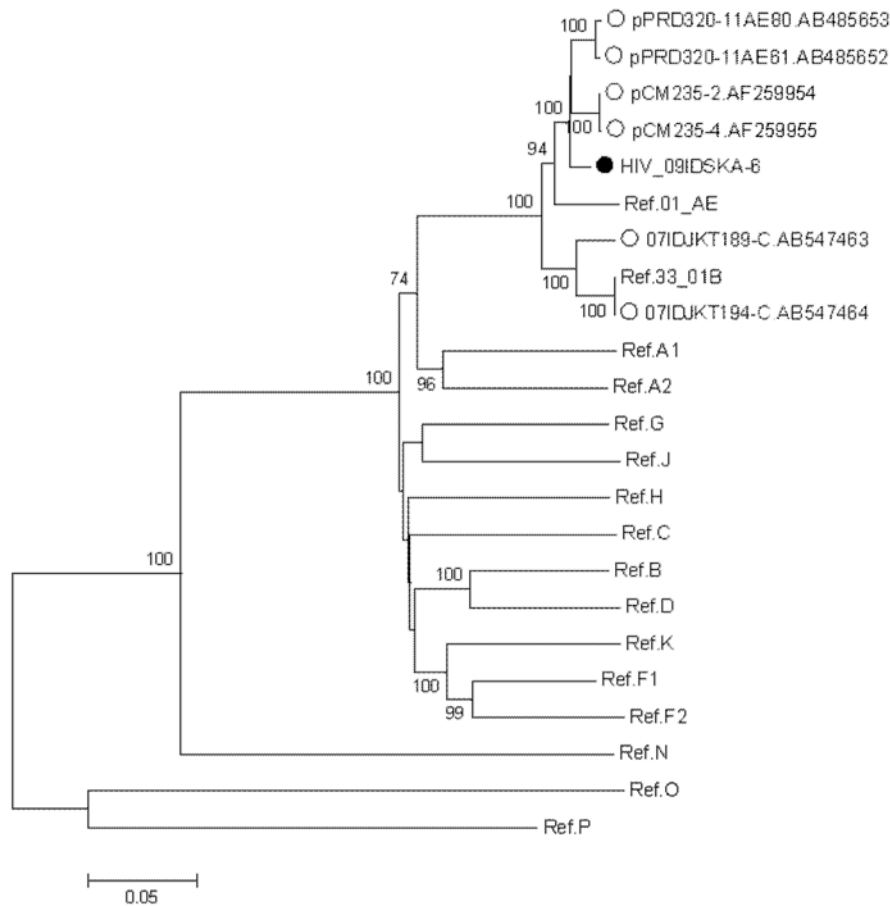 100
pPRD320-11AE80.AB485653
pPRD320-11AE61.AB485652
pCM235-2.AF259954
100
100
pCM235-4.AF259955
94
HIV_09IDSKA-6
100
Ref.01_AE
07IDJKT189-C.AB547463
100
Ref.33_01B
74
100
07IDJKT194-C.AB547464
Ref.A1
100
96
Ref.A2
Ref.G
Ref.J
Ref.H
Ref.C
100
100
Ref.B
Ref.D
Ref.K
100
Ref.F1
99
Ref.F2
Ref.N
Ref.O
Ref.P
0.05